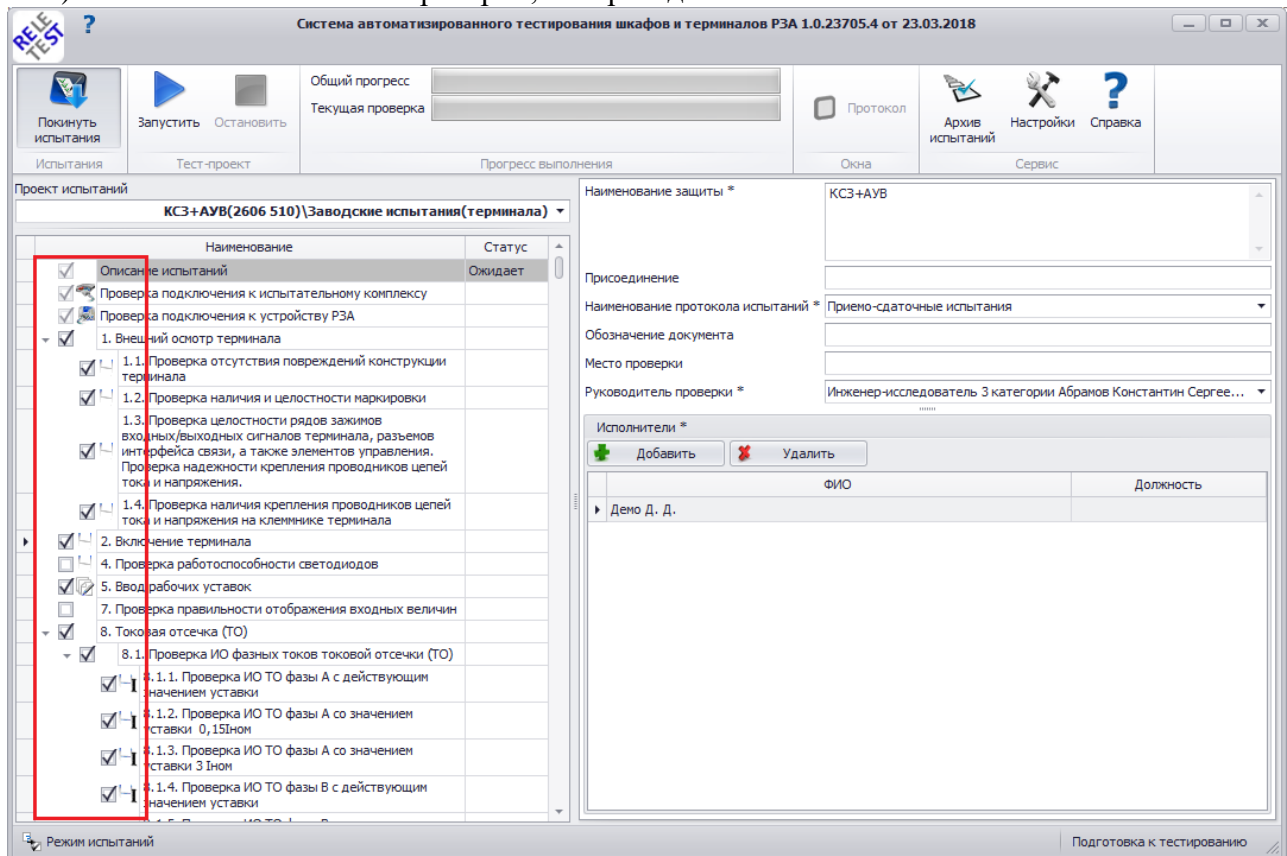 RELE TEST
?
Система автоматизированного тестирования шкафов и терминалов РЗА 1.0.23705.4 от 23.03.2018
Покинуть
испытания
Запустить
Остановить
Общий прогресс
Текущая проверка
Протокол
Архив
испытаний
Настройки
Справка
Испытания
Тест-проект
Прогресс выполнения
Окна
Сервис
Проект испытаний
КСЗ+АУВ(2606 510)\Заводские испытания(терминала)
Наименование Статус
Описание испытаний Ожидает
Проверка подключения к испытательному комплексу
Проверка подключения к устройству РЗА
1. Внешний осмотр терминала
1.1. Проверка отсутствия повреждений конструкции
терминала
1.2. Проверка наличия и целостности маркировки
1.3. Проверка целостности рядов зажимов
входных/выходных сигналов терминала, разъемов
интерфейса связи, а также элементов управления.
Проверка надежности крепления проводников цепей
тока и напряжения.
1.4. Проверка наличия крепления проводников цепей
тока и напряжения на клеммнике терминала
2. Включение терминала
4. Проверка работоспособности светодиодов
5. Ввод рабочих уставок
7. Проверка правильности отображения входных величин
8. Токовая отсечка (ТО)
8.1. Проверка ИО фазных токов токовой отсечки (ТО)
8.1.1. Проверка ИО ТО фазы А с действующим
значением уставки
8.1.2. Проверка ИО ТО фазы А со значением
уставки 0,15Iном
8.1.3. Проверка ИО ТО фазы А со значением
уставки 3 Iном
8.1.4. Проверка ИО ТО фазы В с действующим
значением уставки
Наименование защиты * КСЗ+АУВ
Присоединение
Наименование протокола испытаний * Приемо-сдаточные испытания
Обозначение документа
Место проверки
Руководитель проверки * Инженер-исследователь 3 категории Абрамов Константин Сергее...
Исполнители *
Добавить Удалить
ФИО Должность
Демо Д. Д.
Режим испытаний
Подготовка к тестированию